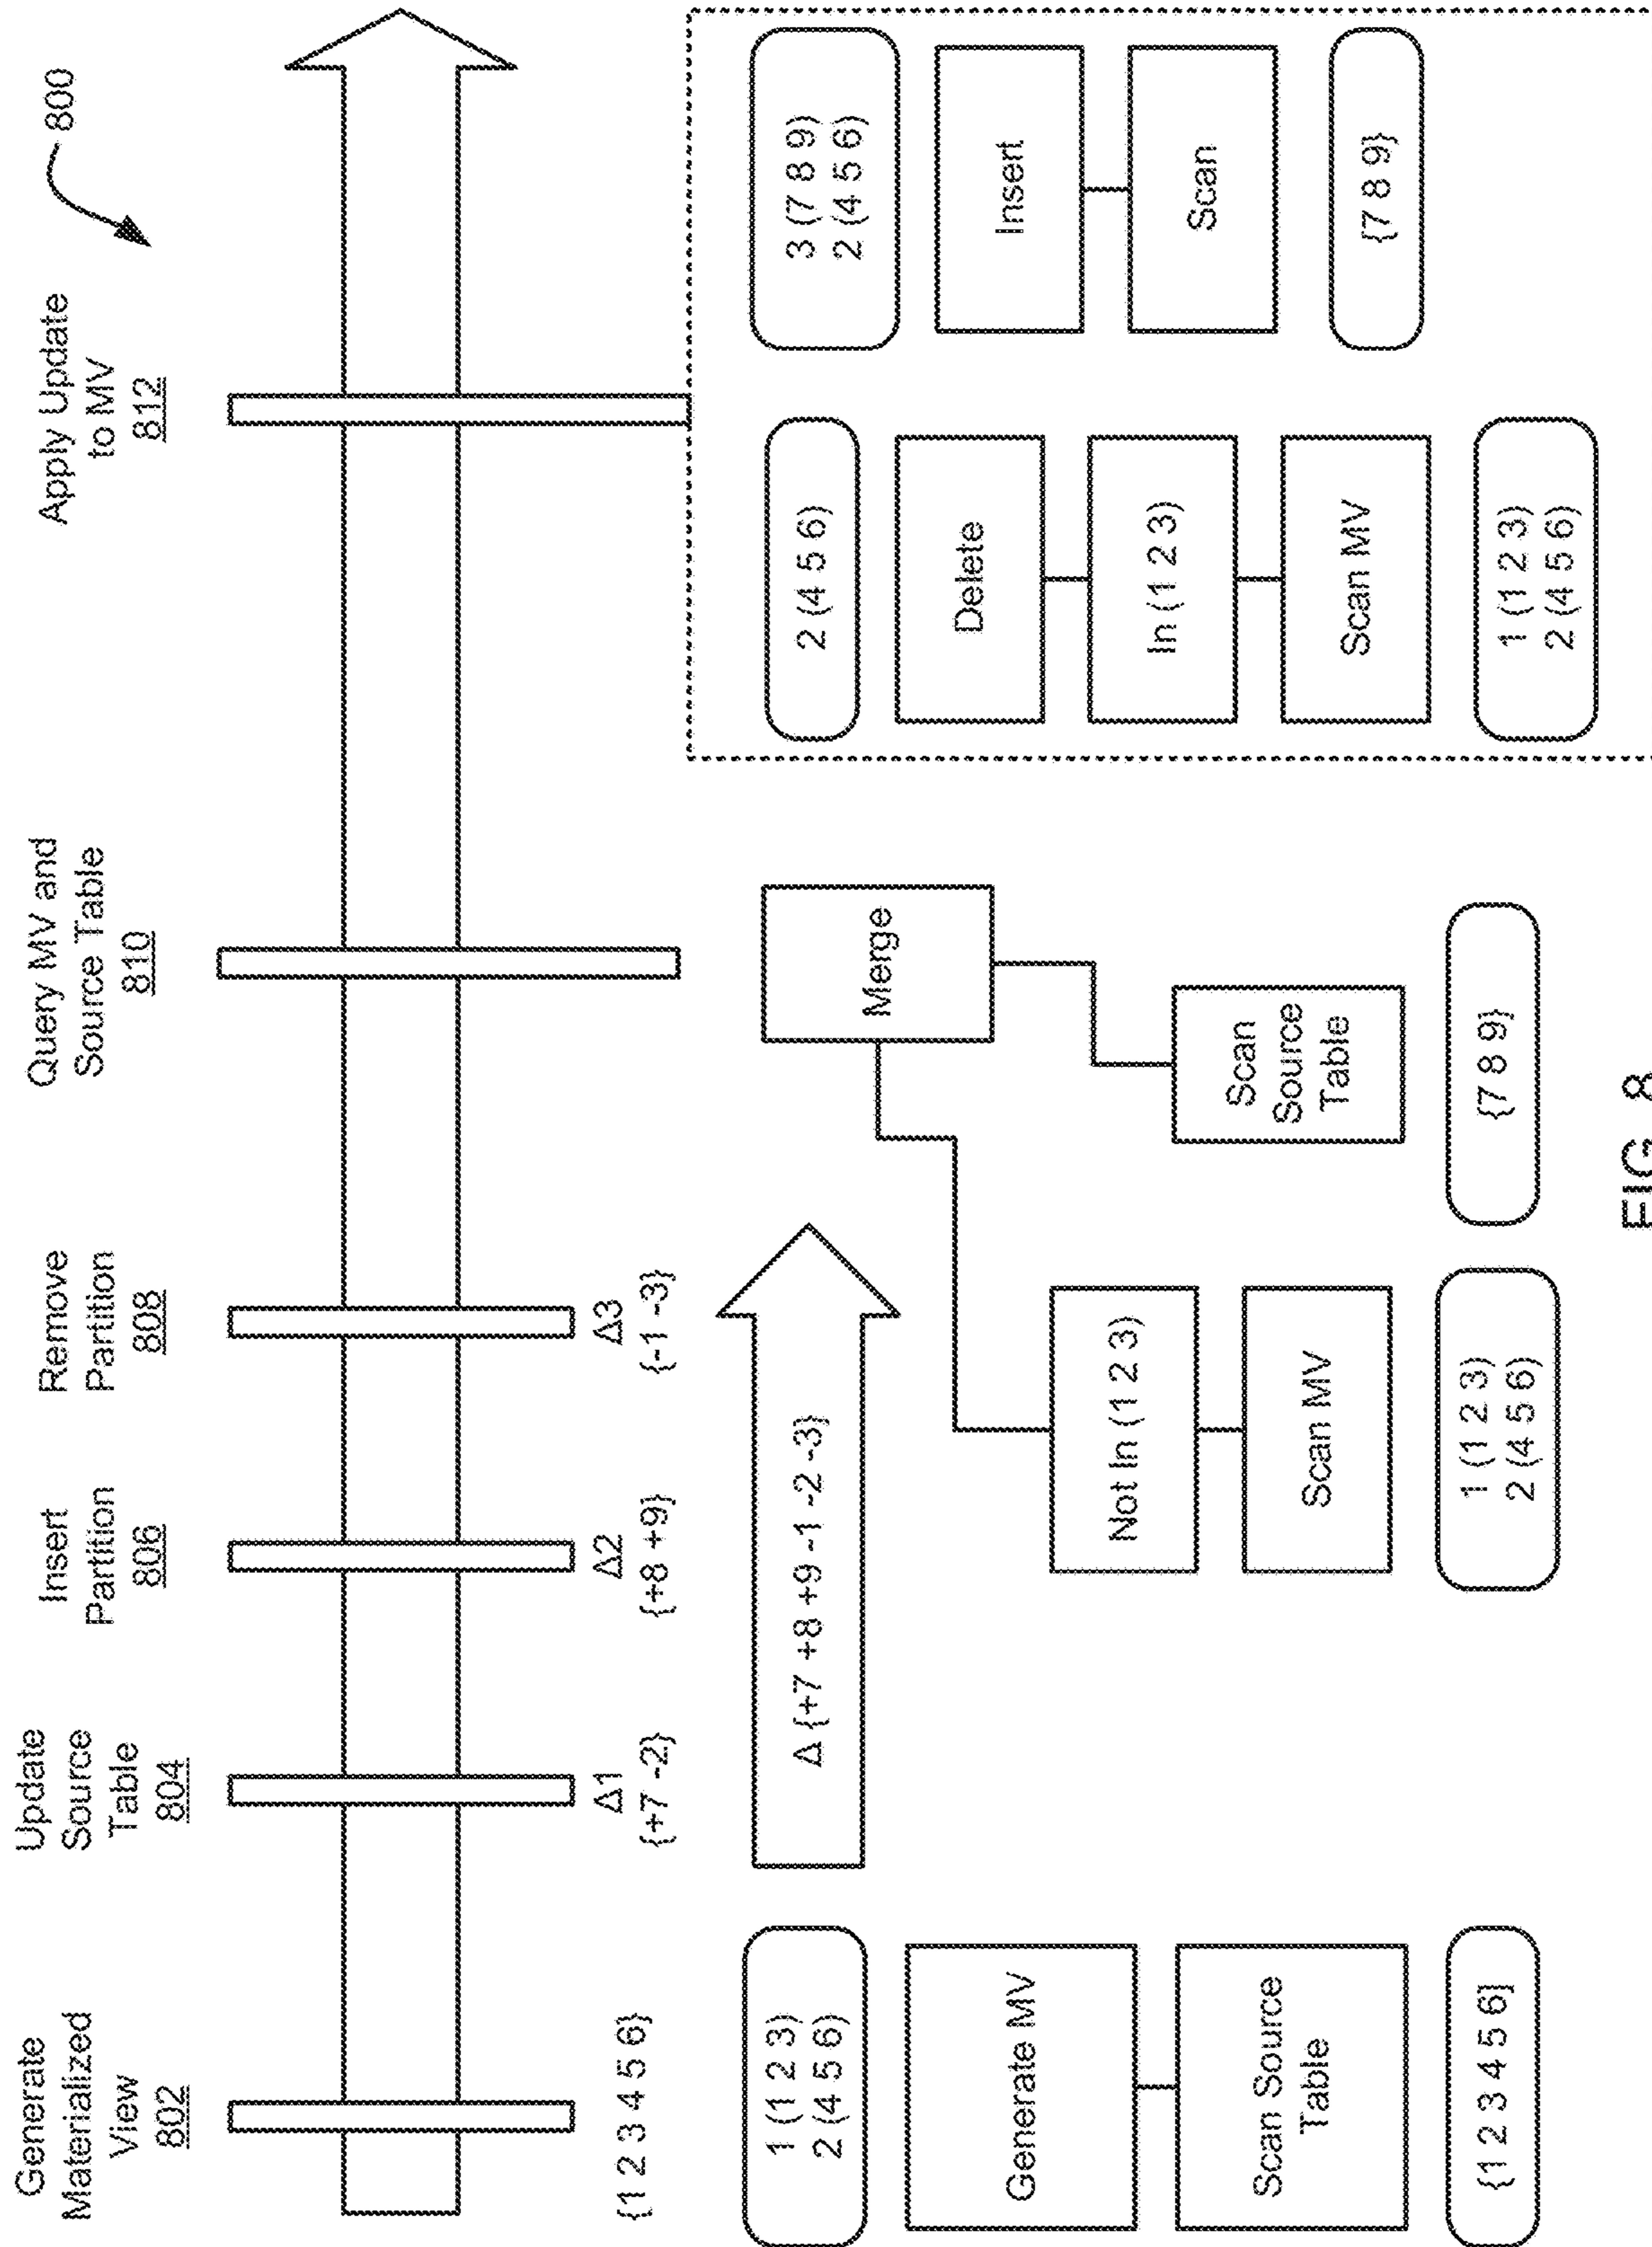 800
Generate
Materialized
View
802
Update
Source
Table
804
Insert
Partition
806
Remove
Partition
808
Query MV and
Source Table
810
Apply Update
to MV
812
{1 2 3 4 5 6}
Δ1
{+7 -2}
Δ2
{+8 +9}
Δ3
{-1 -3}
1 (1 2 3)
2 (4 5 6)
Generate MV
Scan Source
Table
{1 2 3 4 5 6}
Δ {+7 +8 +9 -1 -2 -3}
Merge
Not In (1 2 3)
Scan MV
1 (1 2 3)
2 (4 5 6)
Scan
Source
Table
{7 8 9}
2 (4 5 6)
Delete
In (1 2 3)
Scan MV
1 (1 2 3)
2 (4 5 6)
3 (7 8 9)
2 (4 5 6)
Insert
Scan
{7 8 9}
FIG. 8